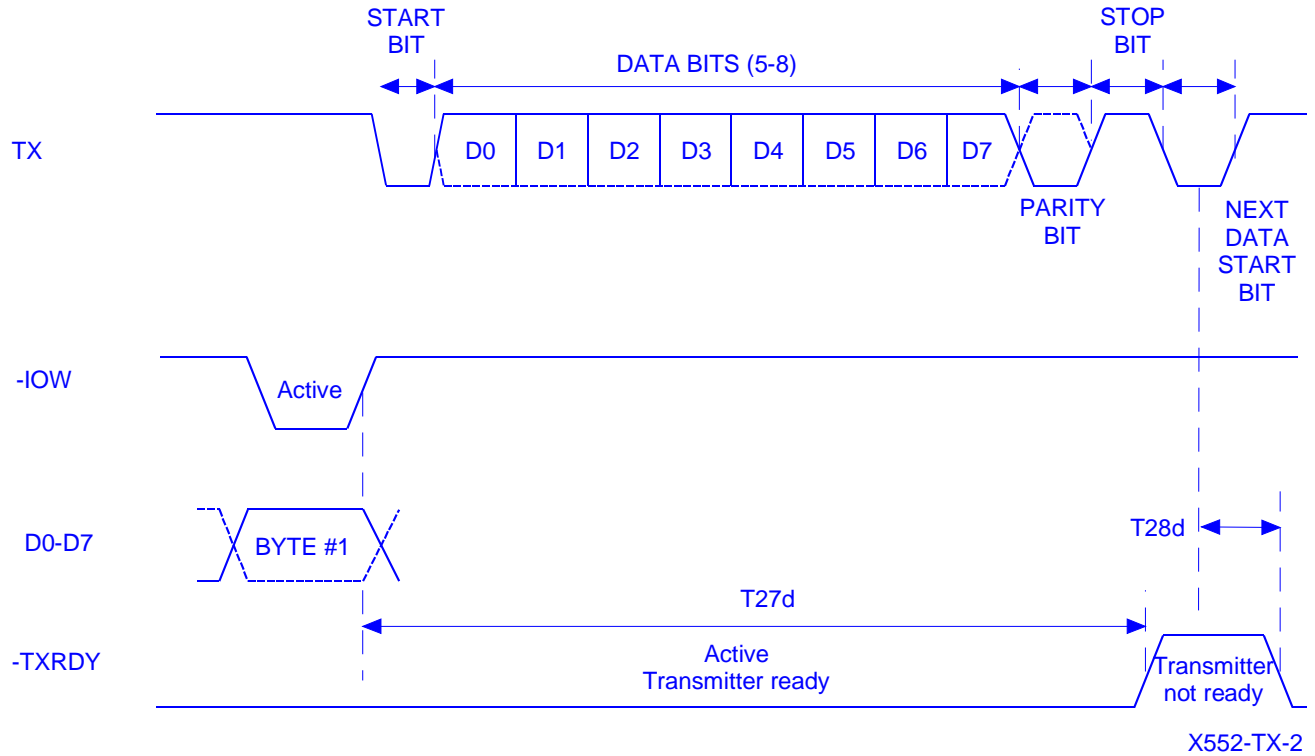 START
BIT
DATA BITS (5-8)
STOP
BIT
TX
D0 D1 D2 D3 D4 D5 D6 D7
PARITY
BIT
NEXT
DATA
START
BIT
-IOW
Active
D0-D7
BYTE #1
T28d
T27d
-TXRDY
Active
Transmitter ready
Transmitter
not ready
X552-TX-2